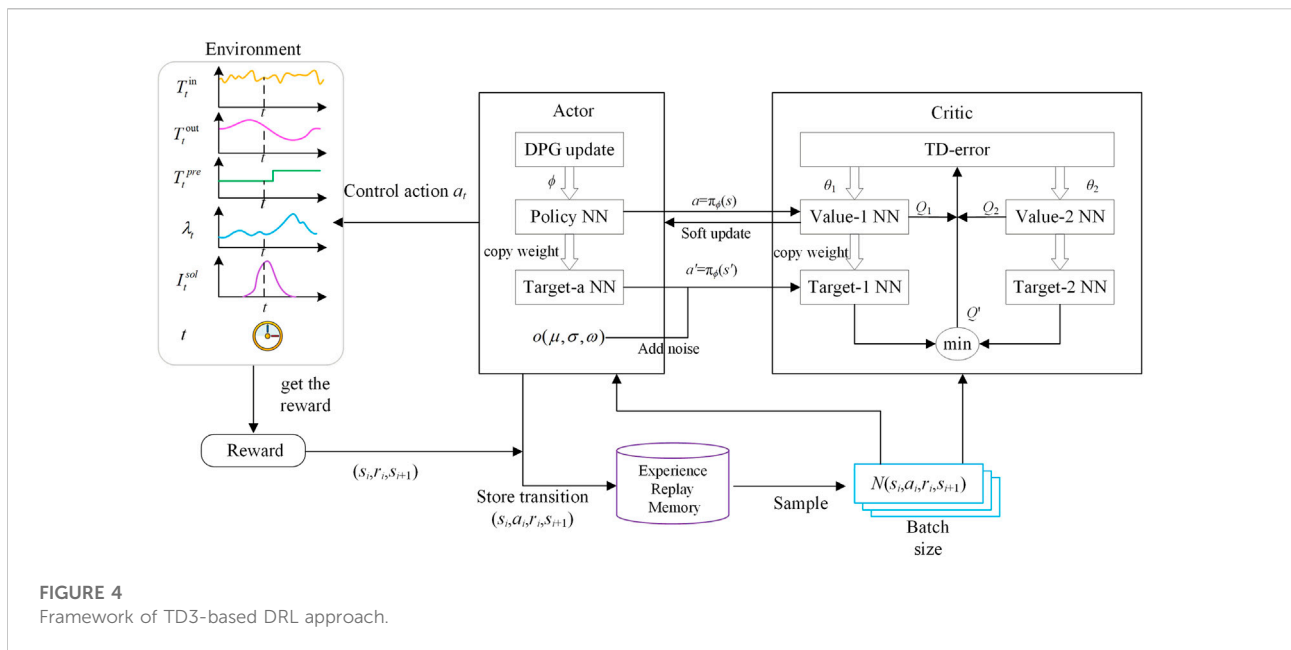 Environment
T_t^in
t
T_t^out
t
T_t^pre
t
λ_t
I_t^sol
t
t
get the
reward
Reward
(s_i,r_i,s_{i+1})
Control action a_t
Actor
DPG update
ϕ
Policy NN
copy weight
Target-a NN
o(μ,σ,ω)
Add noise
a=π_ϕ(s)
Soft update
a'=π_ϕ(s')
Critic
TD-error
θ_1
θ_2
Value-1 NN
Q_1
Q_2
Value-2 NN
copy weight
Target-1 NN
Target-2 NN
Q'
min
Store transition
(s_i,a_i,r_i,s_{i+1})
Experience
Replay
Memory
Sample
N(s_i,a_i,r_i,s_{i+1})
Batch
size
FIGURE 4
Framework of TD3-based DRL approach.